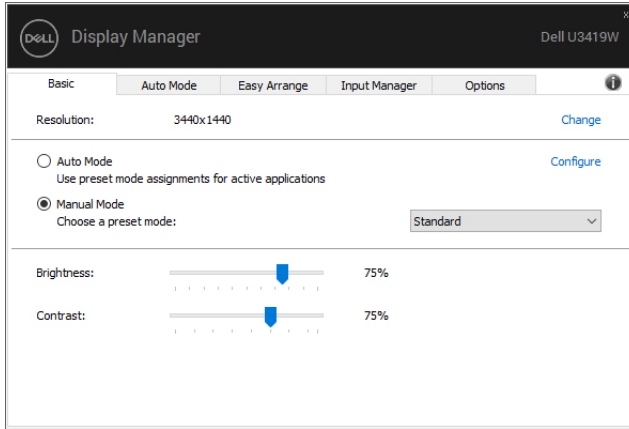 DELL Display Manager Dell U3419W
Basic Auto Mode Easy Arrange Input Manager Options
Resolution: 3440x1440 Change
Auto Mode Configure
Use preset mode assignments for active applications
Manual Mode
Choose a preset mode: Standard
Brightness: 75%
Contrast: 75%